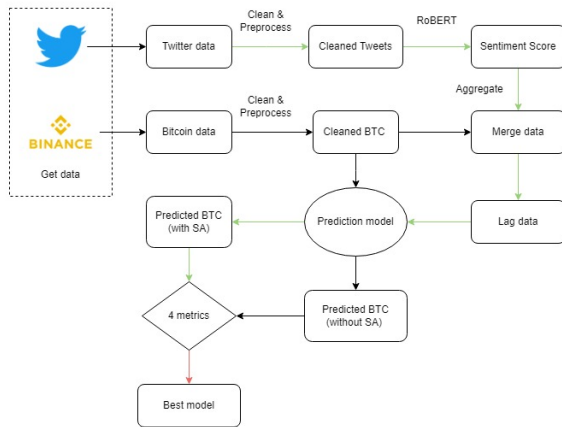 Clean &
Preprocess
RoBERT
Twitter data
Cleaned Tweets
Sentiment Score
Aggregate
Clean &
Preprocess
BINANCE
Bitcoin data
Cleaned BTC
Merge data
Get data
Predicted BTC
(with SA)
Prediction model
Lag data
4 metrics
Predicted BTC
(without SA)
Best model